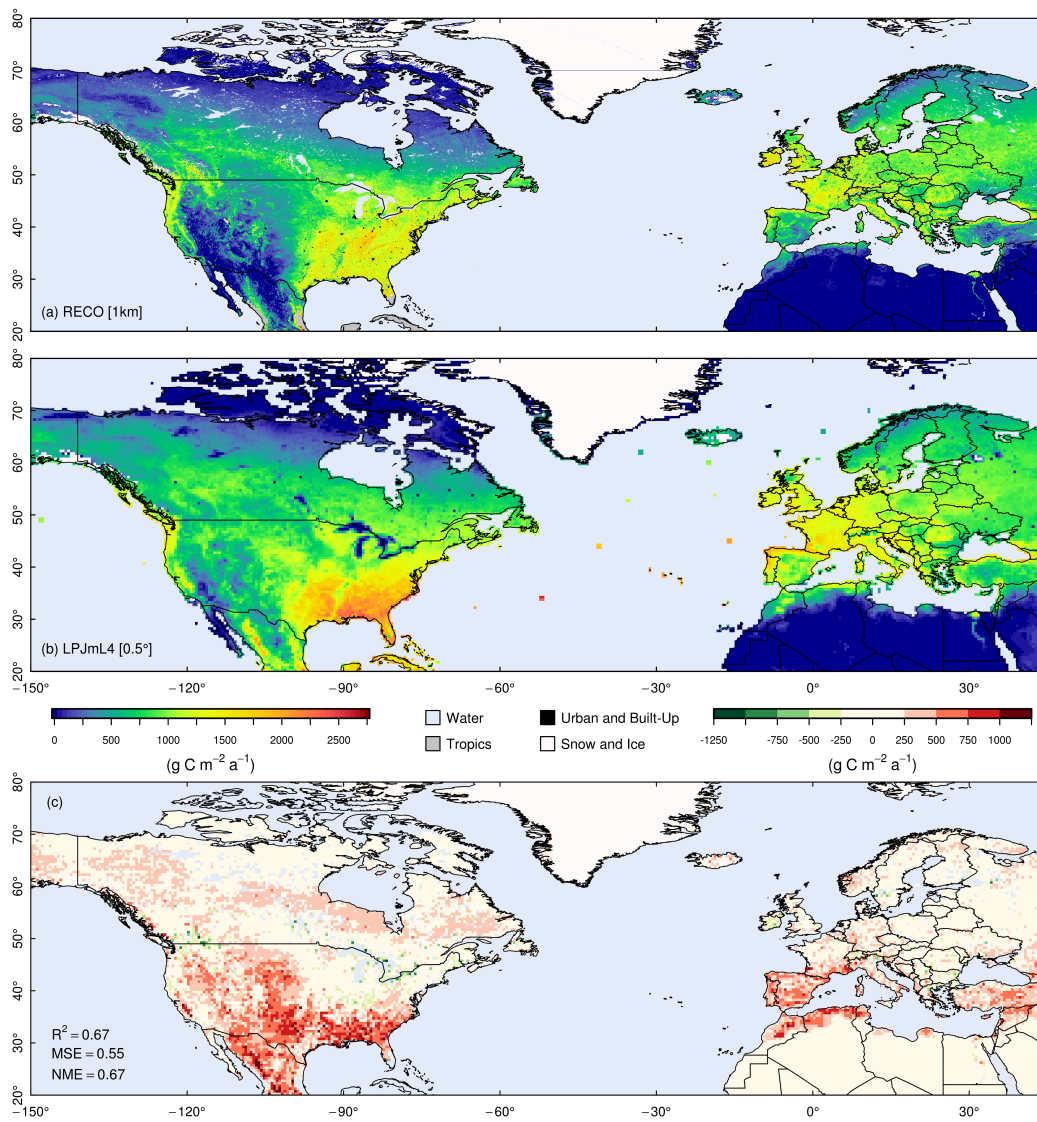 80°
70°
60°
50°
40°
30°
20°
(a) RECO [1km]
80°
70°
60°
50°
40°
30°
20°
(b) LPJmL4 [0.5°]
−150° −120° −90° −60° −30° 0° 30°
0 500 1000 1500 2000 2500
(g C m⁻² a⁻¹)
Water
Tropics
Urban and Built−Up
Snow and Ice
-1250 -750 -500 -250 0 250 500 750 1000
(g C m⁻² a⁻¹)
80°
70°
60°
50°
40°
30°
20°
(c)
R² = 0.67
MSE = 0.55
NME = 0.67
−150° −120° −90° −60° −30° 0° 30°